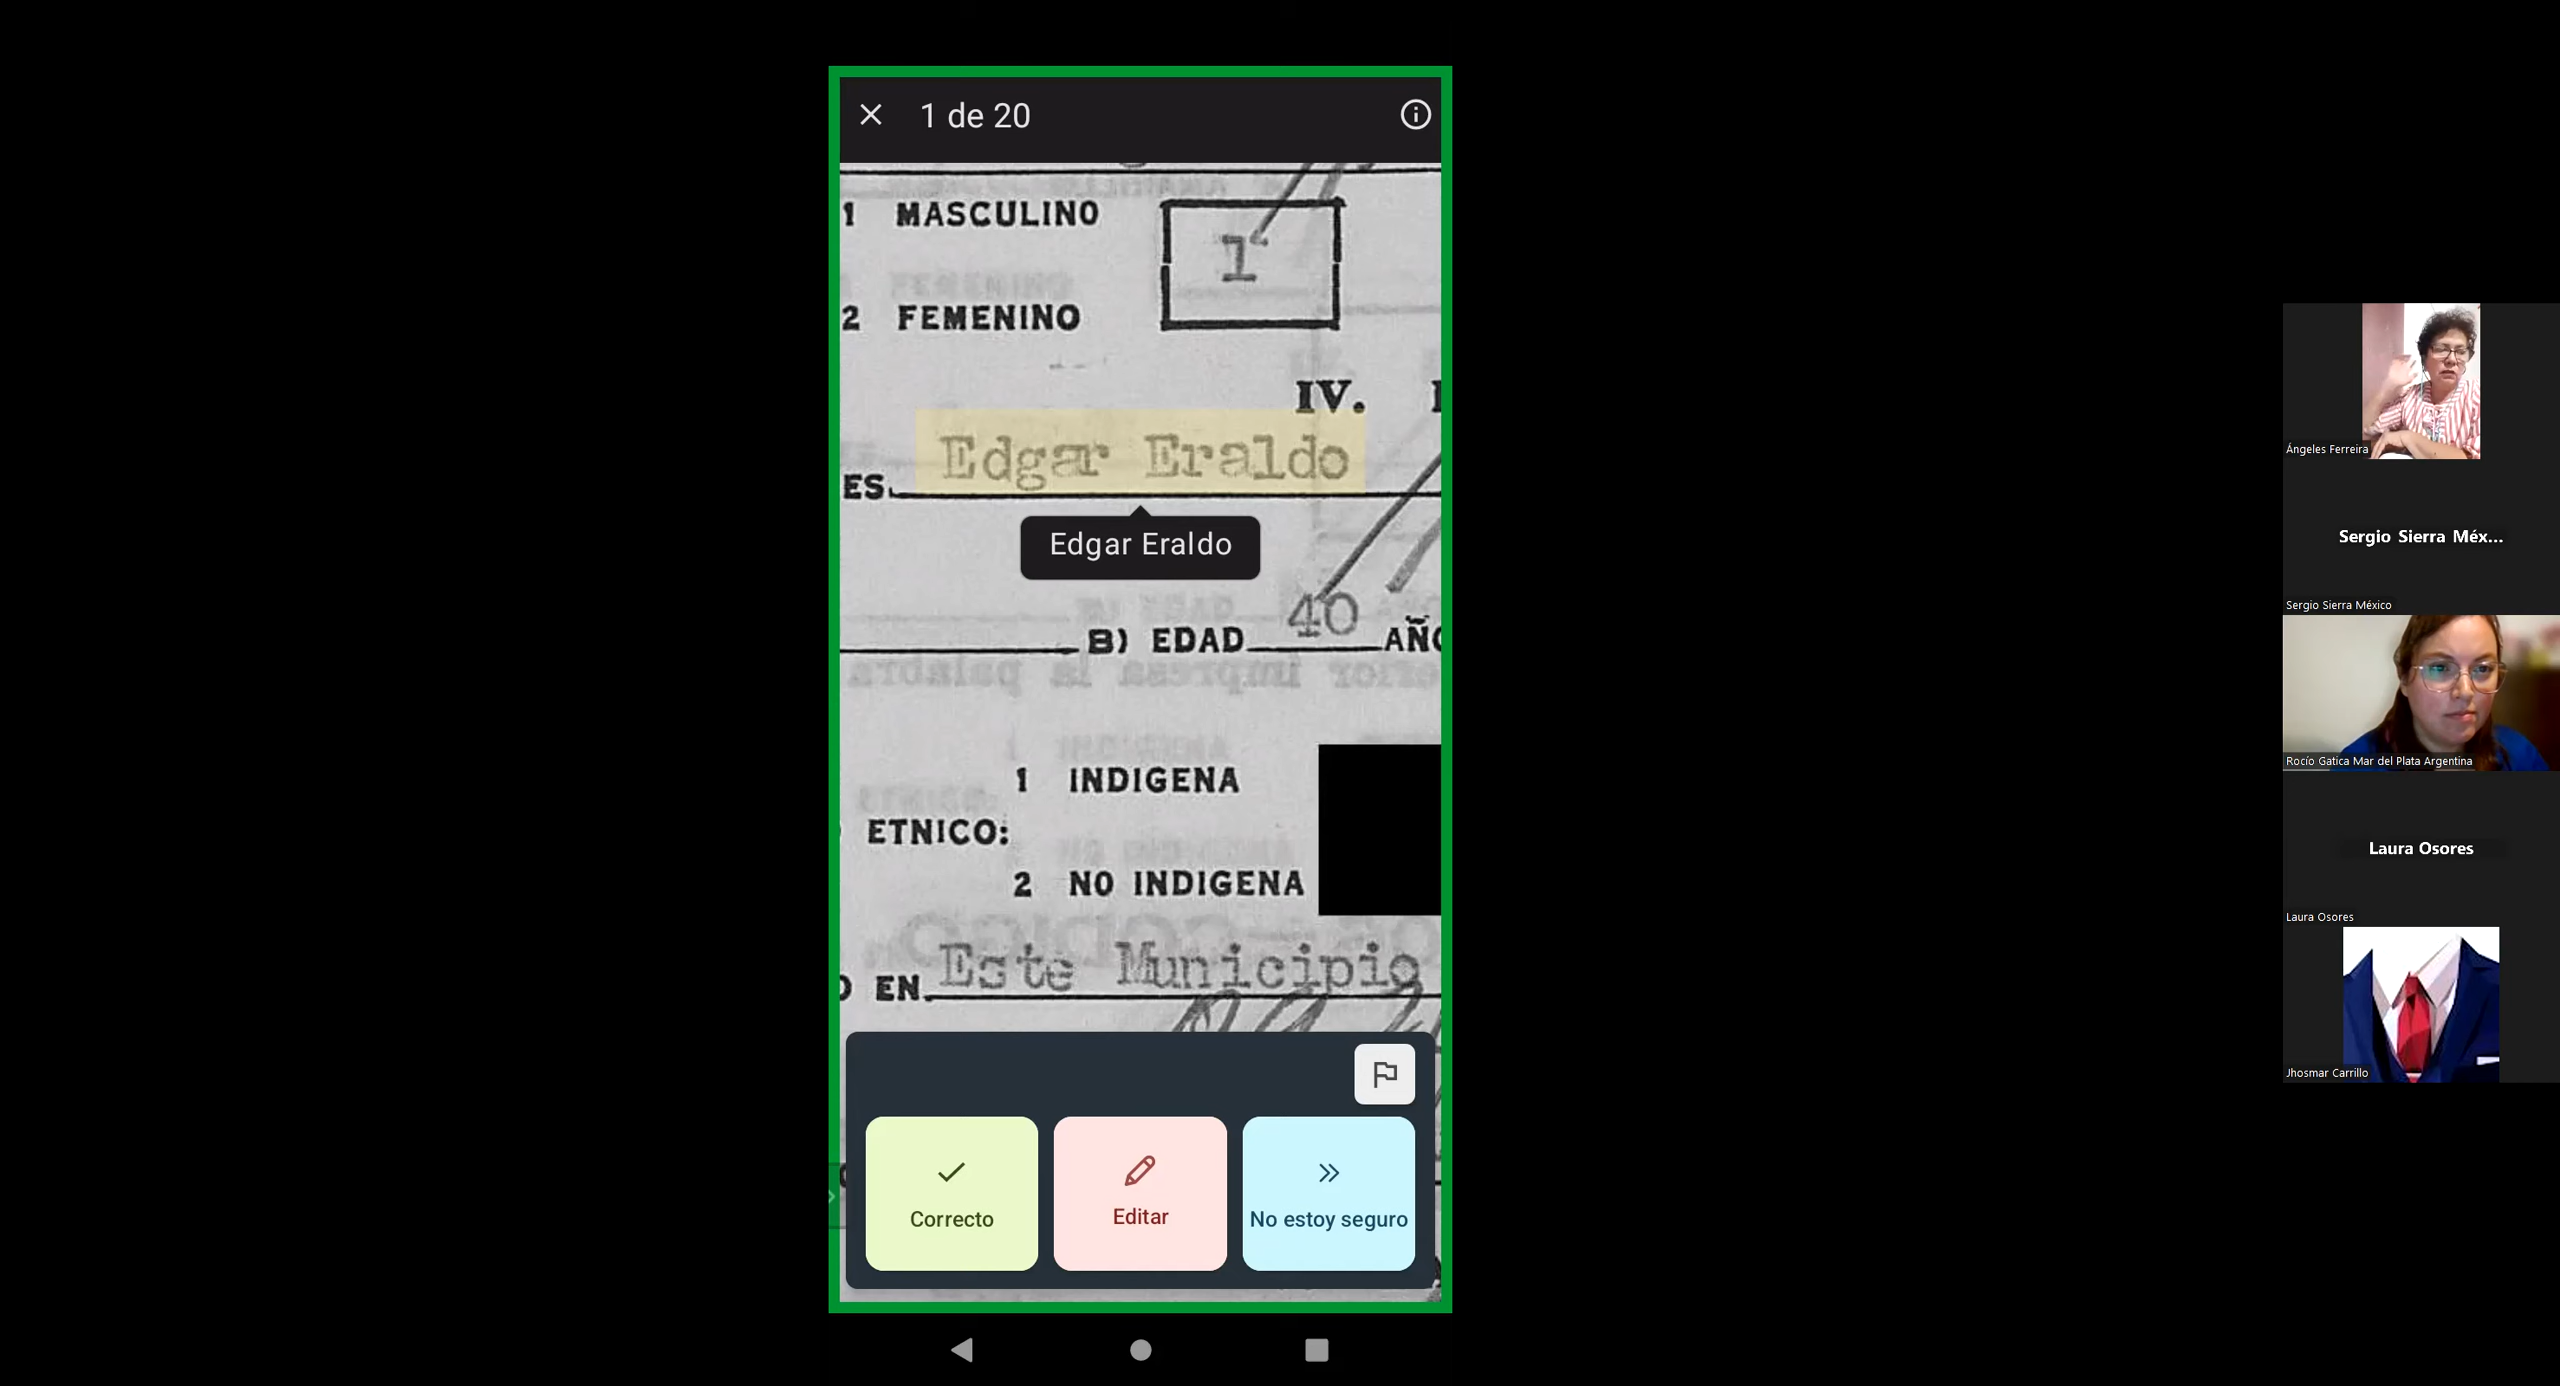 1 de 20
1 MASCULINO
1
2 FEMENINO
IV.
ES. Edgar Eraldo
Edgar Eraldo
B) EDAD 40 AÑO
1 INDIGENA
ETNICO:
2 NO INDIGENA
O EN. Este Municipio
Correcto
Editar
No estoy seguro
Ángeles Ferreira
Sergio Sierra Méx...
Sergio Sierra México
Rocío Gatica Mar del Plata Argentina
Laura Osores
Laura Osores
Jhosmar Carrillo